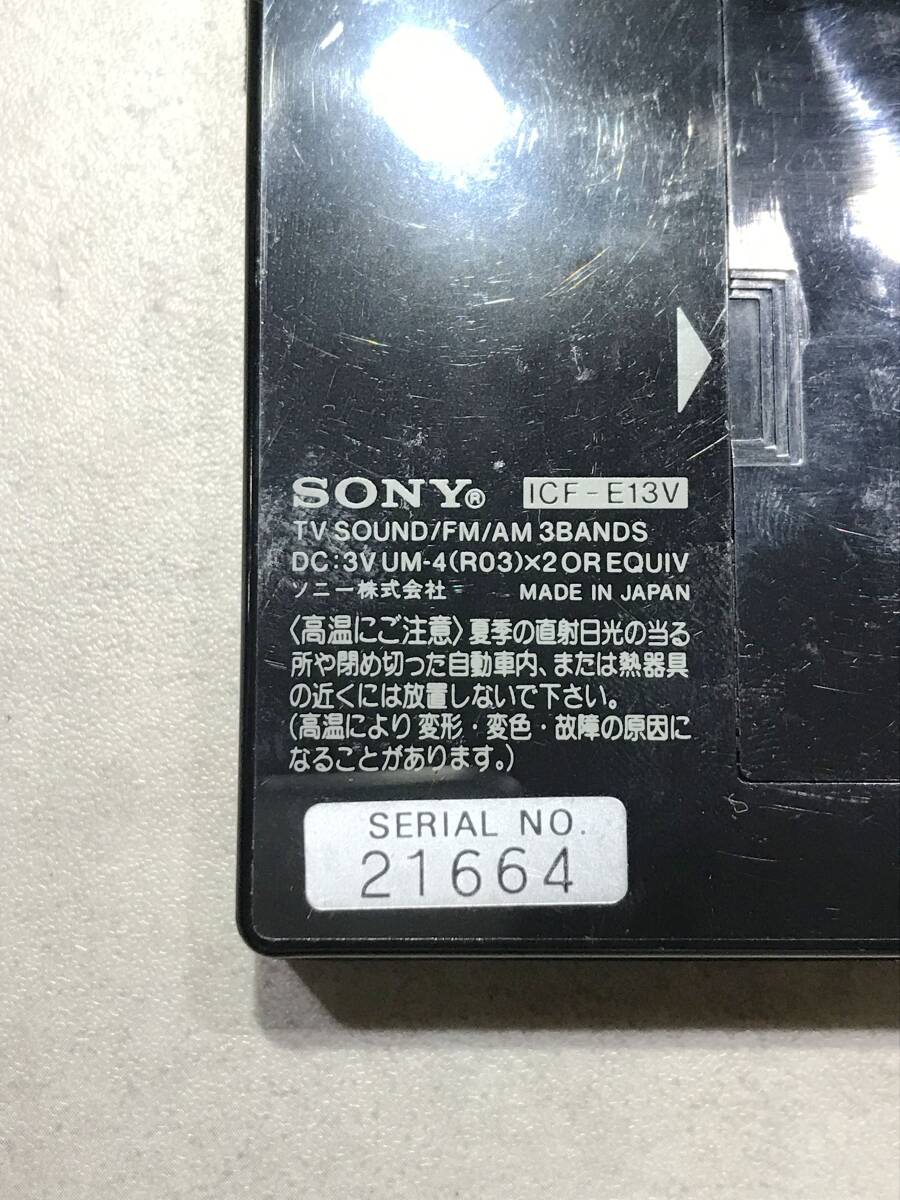 SONY® ICF-E13V
TV SOUND/FM/AM 3BANDS
DC:3V UM-4(R03)×2 OR EQUIV
ソニー株式会社 MADE IN JAPAN
〈高温にご注意〉夏季の直射日光の当る
所や閉め切った自動車内、または熱器具
の近くには放置しないで下さい。
(高温により変形・変色・故障の原因に
なることがあります。)
SERIAL NO.
21664